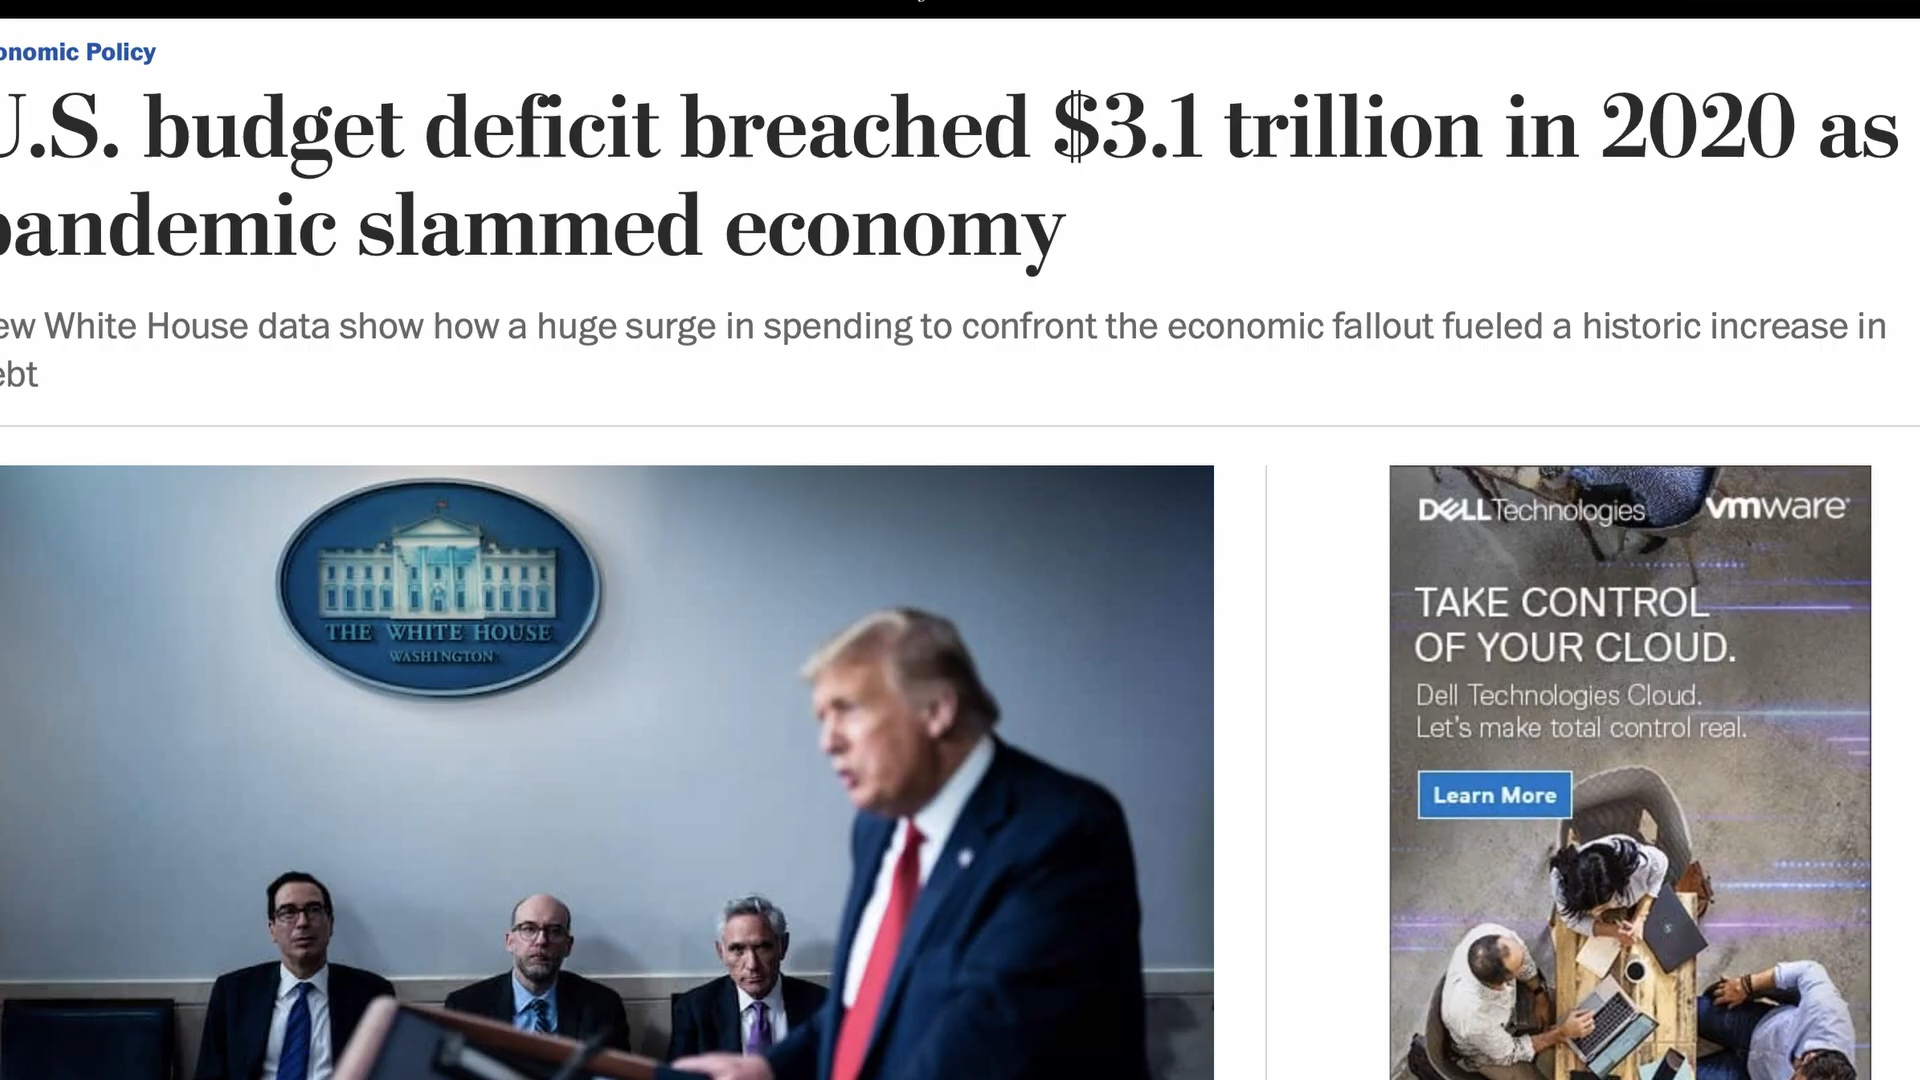 onomic Policy
U.S. budget deficit breached $3.1 trillion in 2020 as
pandemic slammed economy
ew White House data show how a huge surge in spending to confront the economic fallout fueled a historic increase in
ebt
THE WHITE HOUSE
WASHINGTON
DELL Technologies
vmware
TAKE CONTROL
OF YOUR CLOUD.
Dell Technologies Cloud.
Let's make total control real.
Learn More